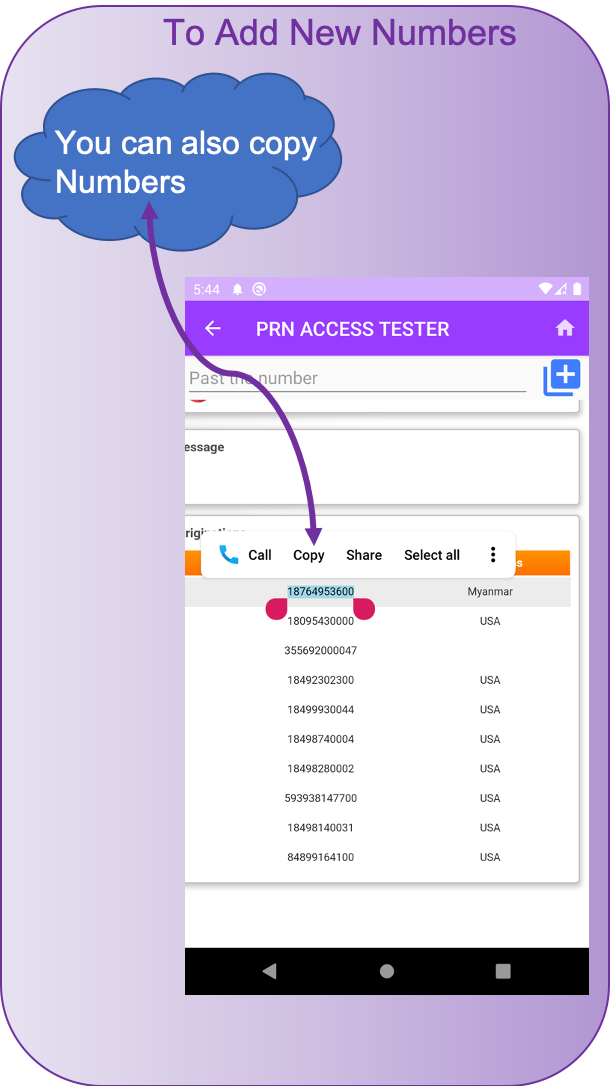 To Add New Numbers
You can also copy
Numbers
5:44
PRN ACCESS TESTER
Past the number
essage
Call Copy Share Select all
18764953600 Myanmar
18095430000 USA
355692000047
18492302300 USA
18499930044 USA
18498740004 USA
18498280002 USA
593938147700 USA
18498140031 USA
84899164100 USA